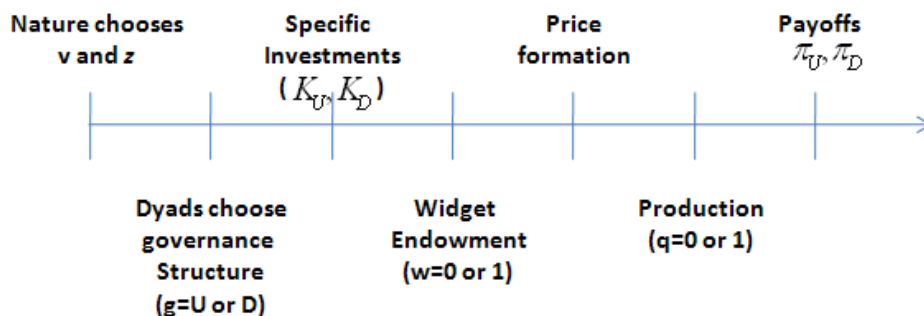 Nature chooses
v and z
Specific
Investments
( K_U, K_D )
Price
formation
Payoffs
π_U, π_D
Dyads choose
governance
Structure
(g=U or D)
Widget
Endowment
(w=0 or 1)
Production
(q=0 or 1)